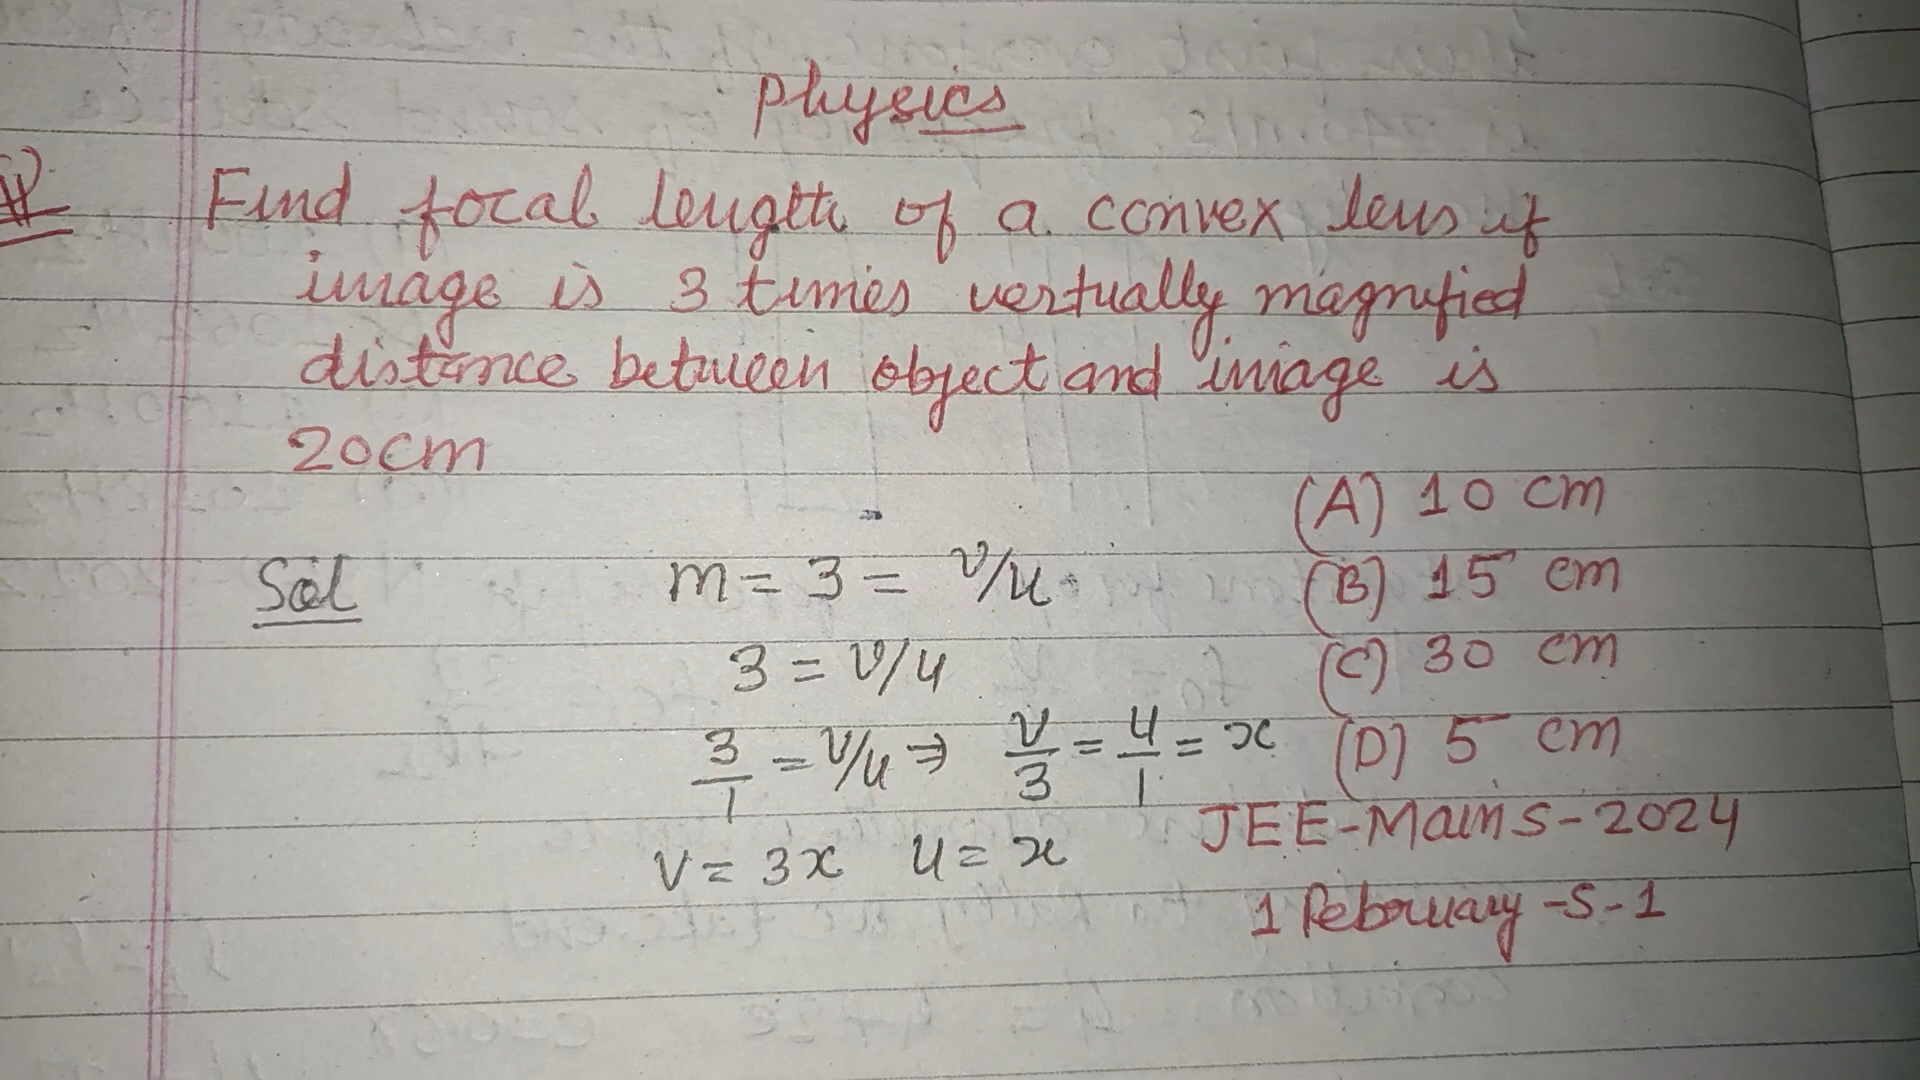 Physics
Find focal length of a convex lens if
image is 3 times vertually magnified
distance between object and image is
20cm
(A) 10 cm
Sol m = 3 = v/u
(B) 15 cm
3 = v/u
(C) 30 cm
3/1 = v/u ⇒ v/3 = u/1 = x
(D) 5 cm
JEE-Mains-2024
v = 3x u = x
1 February -S-1